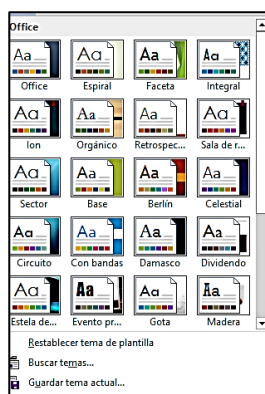 Office
Aa Aa Aa Aa
Office Espiral Faceta Integral
Aa Aa Aa Aa
Ion Orgánico Retrospec... Sala de r...
Aa Aa Aa Aa
Sector Base Berlín Celestial
Aa Aa Aa Aa
Circuito Con bandas Damasco Dividendo
Aa Aa Aa Aa
Estela de... Evento pr... Gota Madera
Restablecer tema de plantilla
Buscar temas...
Guardar tema actual...